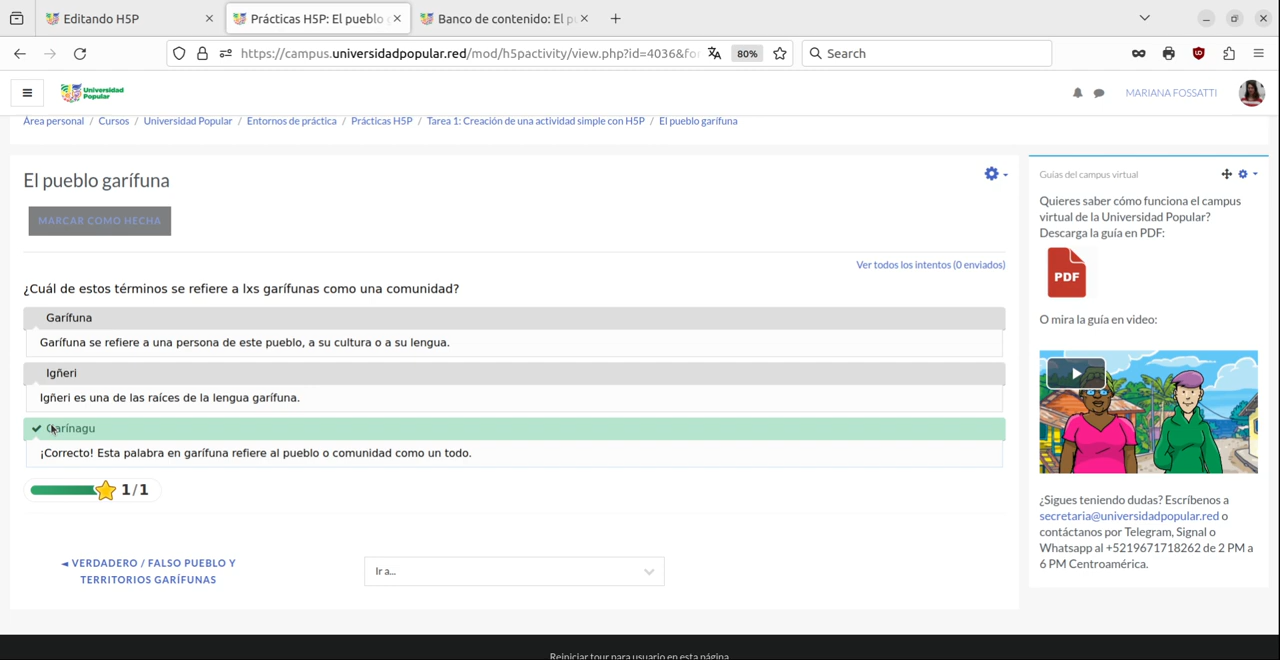 Editando H5P
Prácticas H5P: El pueblo
Banco de contenido: El p
https://campus.universidadpopular.red/mod/h5pactivity/view.php?id=4036&fo
80%
Search
Universidad
Popular
MARIANA FOSSATTI
Área personal / Cursos / Universidad Popular / Entornos de práctica / Prácticas H5P / Tarea 1: Creación de una actividad simple con H5P / El pueblo garífuna
El pueblo garífuna
MARCAR COMO HECHA
Ver todos los intentos (0 enviados)
¿Cuál de estos términos se refiere a lxs garífunas como una comunidad?
Garífuna
Garífuna se refiere a una persona de este pueblo, a su cultura o a su lengua.
Igñeri
Igñeri es una de las raíces de la lengua garífuna.
Garínagu
¡Correcto! Esta palabra en garífuna refiere al pueblo o comunidad como un todo.
1/1
◄ VERDADERO / FALSO PUEBLO Y
TERRITORIOS GARÍFUNAS
Ir a...
Guías del campus virtual
Quieres saber cómo funciona el campus
virtual de la Universidad Popular?
Descarga la guía en PDF:
PDF
O mira la guía en video:
¿Sigues teniendo dudas? Escríbenos a
secretaria@universidadpopular.red o
contáctanos por Telegram, Signal o
Whatsapp al +5219671718262 de 2 PM a
6 PM Centroamérica.
Reiniciar tour para usuario en esta página